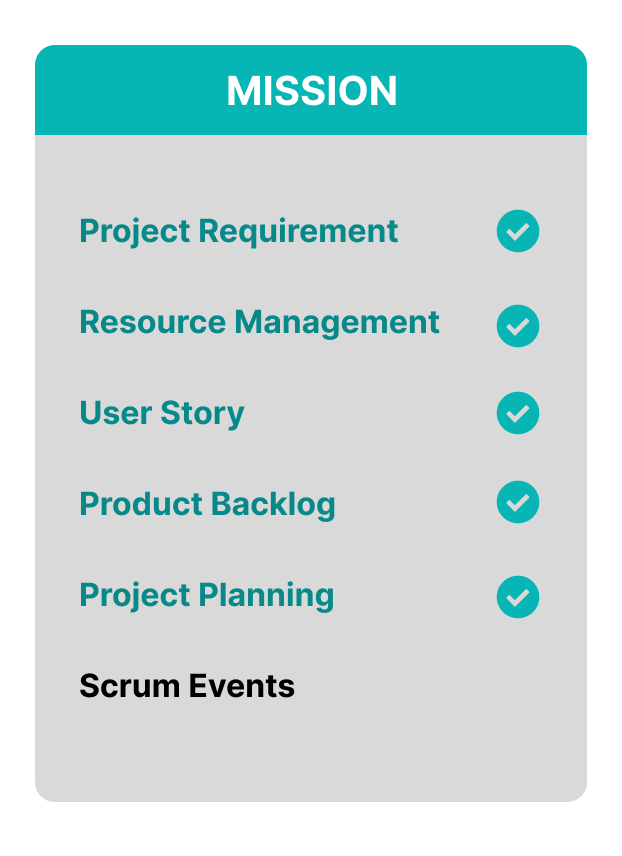 MISSION
Project Requirement
Resource Management
User Story
Product Backlog
Project Planning
Scrum Events